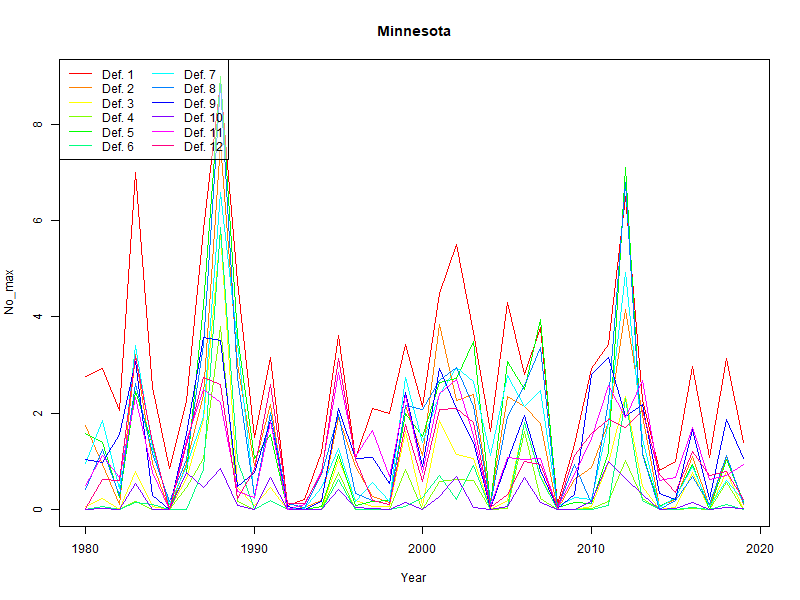 Minnesota
Def. 1 Def. 7
Def. 2 Def. 8
Def. 3 Def. 9
Def. 4 Def. 10
Def. 5 Def. 11
Def. 6 Def. 12
8
6
4
2
0
No_max
1980 1990 2000 2010 2020
Year